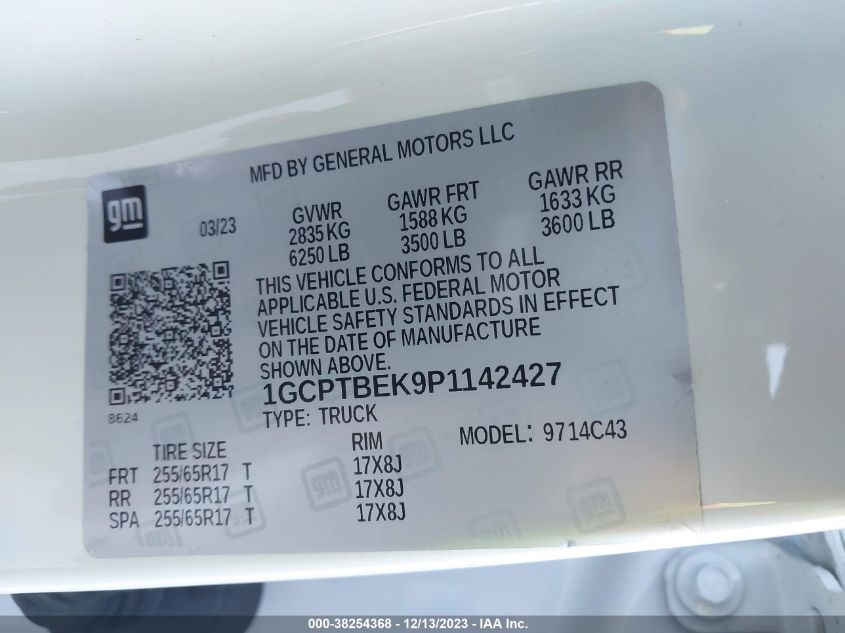 MFD BY GENERAL MOTORS LLC
gm
03/23
GVWR
2835 KG
6250 LB
GAWR FRT
1588 KG
3500 LB
GAWR RR
1633 KG
3600 LB
THIS VEHICLE CONFORMS TO ALL
APPLICABLE U.S. FEDERAL MOTOR
VEHICLE SAFETY STANDARDS IN EFFECT
ON THE DATE OF MANUFACTURE
SHOWN ABOVE.
1GCPTBEK9P1142427
8624
TYPE: TRUCK
MODEL: 9714C43
TIRE SIZE RIM
FRT 255/65R17 T 17X8J
RR 255/65R17 T 17X8J
SPA 255/65R17 T 17X8J
gm
000-38254368 - 12/13/2023 - IAA Inc.